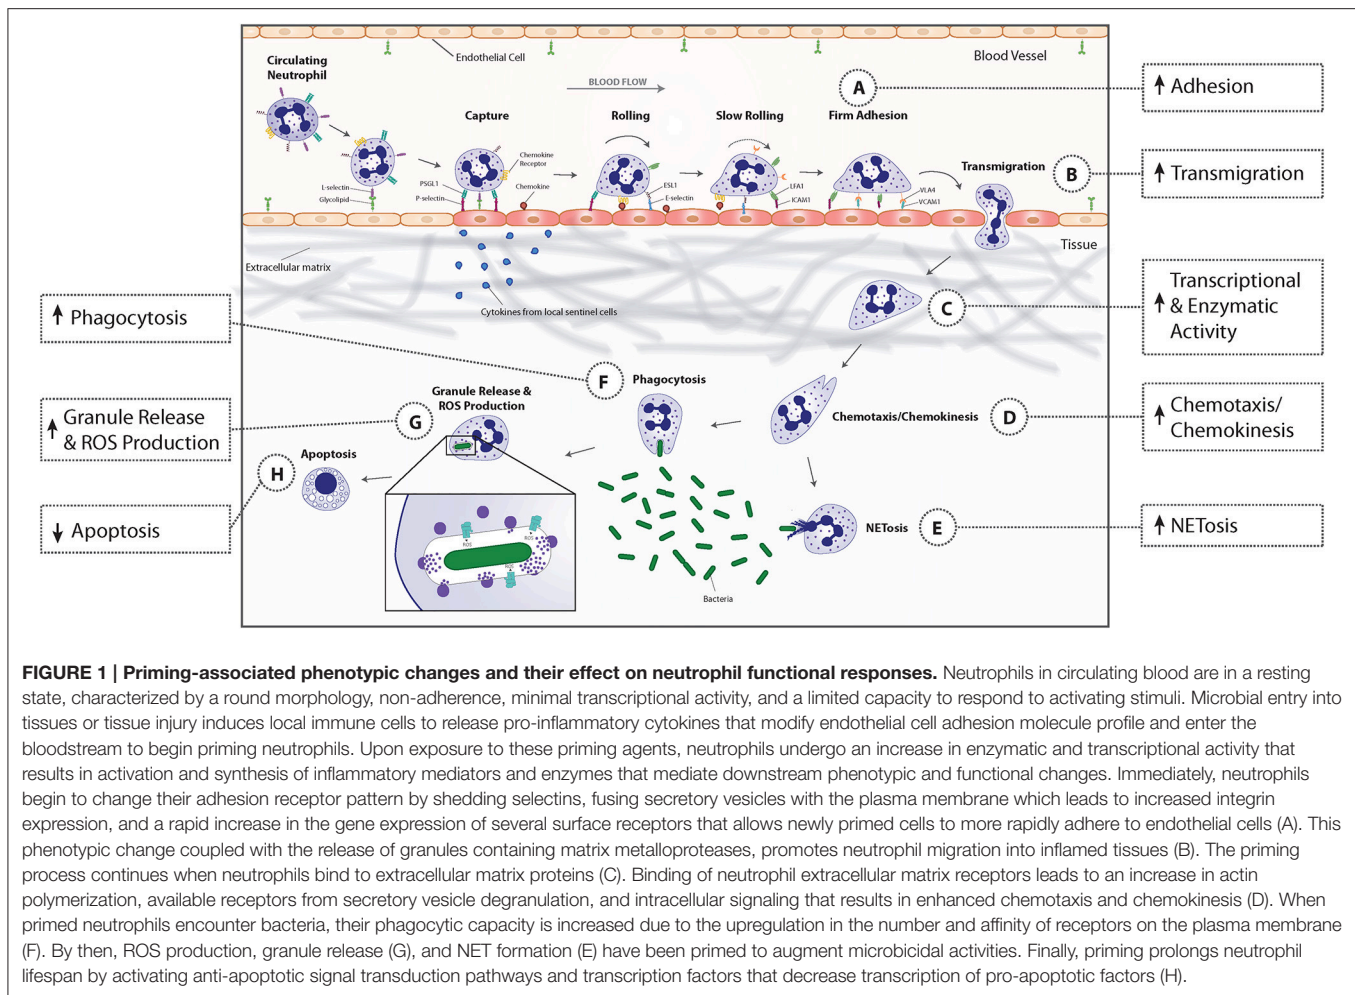 Endothelial Cell
Blood Vessel
Circulating
Neutrophil
BLOOD FLOW
A
↑ Adhesion
Capture
Rolling
Slow Rolling
Firm Adhesion
Transmigration
B
↑ Transmigration
Chemokine
Receptor
PSGL1
Chemokine
P-selectin
L-selectin
Glycolipid
ESL1
E-selectin
LFA1
ICAM1
VLA4
VCAM1
Tissue
Extracellular matrix
Cytokines from local sentinel cells
C
↑ Transcriptional
& Enzymatic
Activity
↑ Phagocytosis
F
Phagocytosis
Granule Release &
ROS Production
G
↑ Granule Release
& ROS Production
Chemotaxis/Chemokinesis
D
↑ Chemotaxis/
Chemokinesis
H
Apoptosis
↓ Apoptosis
ROS
ROS
ROS
NETosis
E
↑ NETosis
Bacteria
FIGURE 1 | Priming-associated phenotypic changes and their effect on neutrophil functional responses. Neutrophils in circulating blood are in a resting
state, characterized by a round morphology, non-adherence, minimal transcriptional activity, and a limited capacity to respond to activating stimuli. Microbial entry into
tissues or tissue injury induces local immune cells to release pro-inflammatory cytokines that modify endothelial cell adhesion molecule profile and enter the
bloodstream to begin priming neutrophils. Upon exposure to these priming agents, neutrophils undergo an increase in enzymatic and transcriptional activity that
results in activation and synthesis of inflammatory mediators and enzymes that mediate downstream phenotypic and functional changes. Immediately, neutrophils
begin to change their adhesion receptor pattern by shedding selectins, fusing secretory vesicles with the plasma membrane which leads to increased integrin
expression, and a rapid increase in the gene expression of several surface receptors that allows newly primed cells to more rapidly adhere to endothelial cells (A). This
phenotypic change coupled with the release of granules containing matrix metalloproteases, promotes neutrophil migration into inflamed tissues (B). The priming
process continues when neutrophils bind to extracellular matrix proteins (C). Binding of neutrophil extracellular matrix receptors leads to an increase in actin
polymerization, available receptors from secretory vesicle degranulation, and intracellular signaling that results in enhanced chemotaxis and chemokinesis (D). When
primed neutrophils encounter bacteria, their phagocytic capacity is increased due to the upregulation in the number and affinity of receptors on the plasma membrane
(F). By then, ROS production, granule release (G), and NET formation (E) have been primed to augment microbicidal activities. Finally, priming prolongs neutrophil
lifespan by activating anti-apoptotic signal transduction pathways and transcription factors that decrease transcription of pro-apoptotic factors (H).